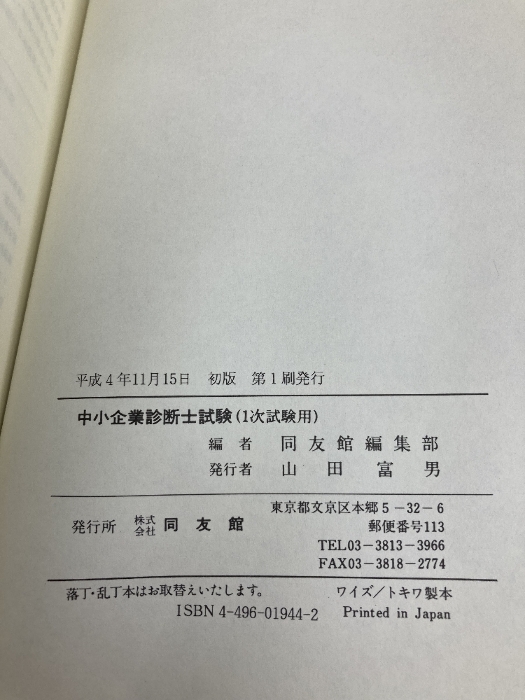 平成4年11月15日　初版　第1刷発行
中小企業診断士試験(1次試験用)
編者　同友館編集部
発行者　山田富男
東京都文京区本郷5-32-6
発行所　株式会社　同友館　郵便番号113
TEL03-3813-3966
FAX03-3818-2774
落丁・乱丁本はお取替えいたします。　ワイズ/トキワ製本
ISBN 4-496-01944-2　Printed in Japan